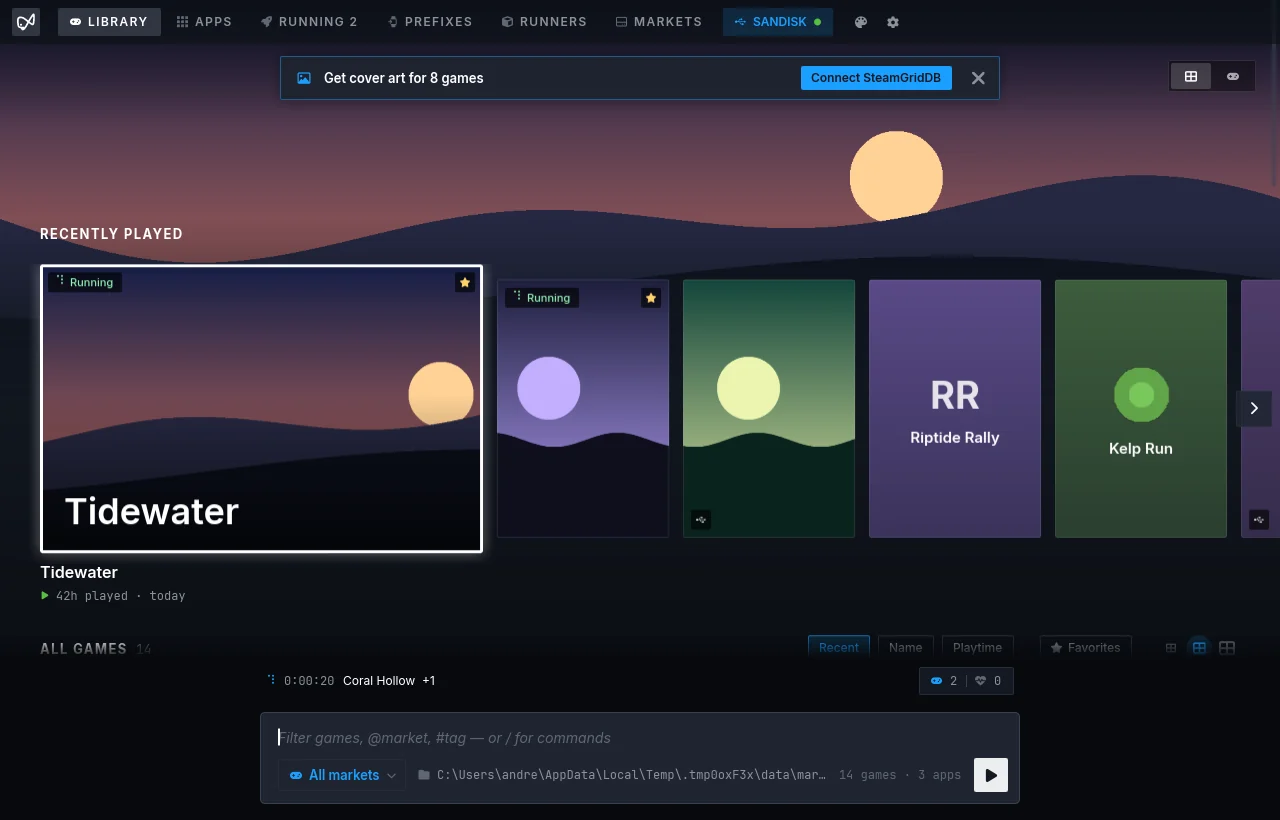 LIBRARY APPS RUNNING 2 PREFIXES RUNNERS MARKETS SANDISK
Get cover art for 8 games Connect SteamGridDB
RECENTLY PLAYED
Running
Tidewater
Running
RR
Riptide Rally
Kelp Run
Tidewater
42h played · today
ALL GAMES 14 Recent Name Playtime Favorites
0:00:20 Coral Hollow +1 2 0
Filter games, @market, #tag — or / for commands
All markets C:\Users\andre\AppData\Local\Temp\.tmp0oxF3x\data\mar… 14 games · 3 apps